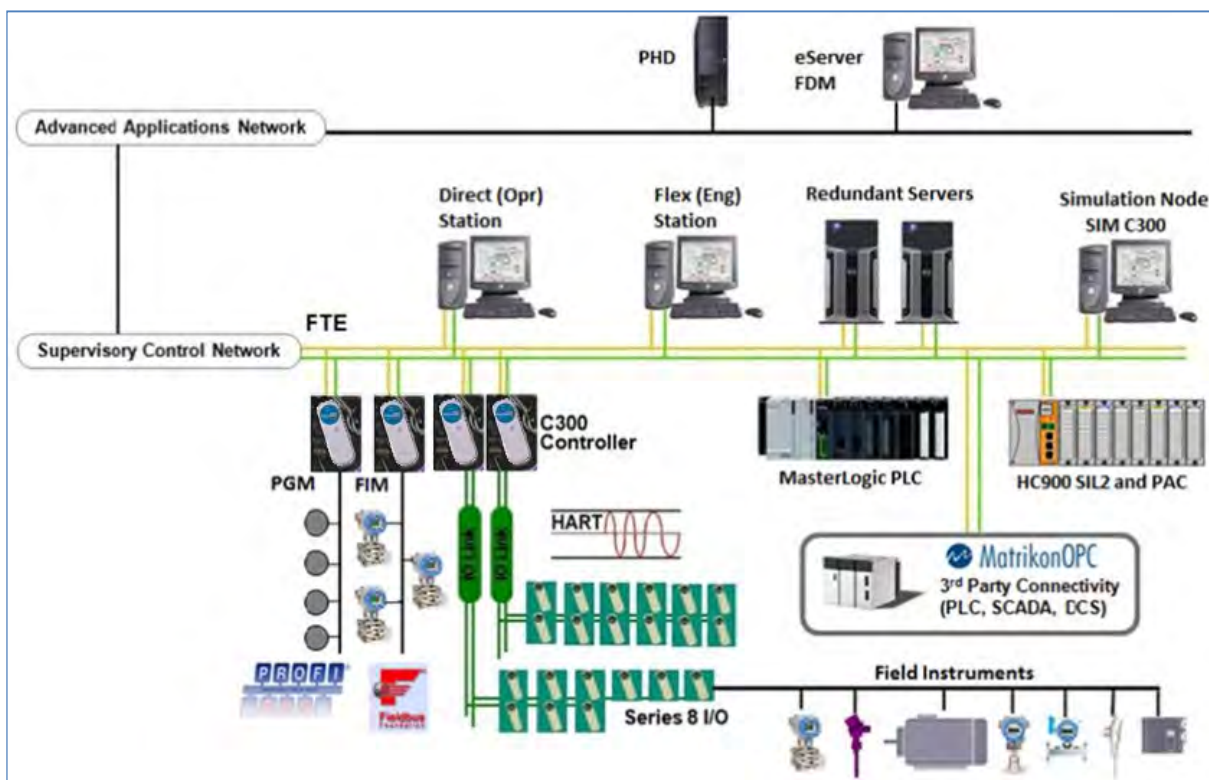 PHD
eServer
FDM
Advanced Applications Network
Direct (Opr)
Station
Flex (Eng)
Station
Redundant Servers
Simulation Node
SIM C300
FTE
Supervisory Control Network
C300
Controller
PGM
FIM
MasterLogic PLC
HC900 SIL2 and PAC
IO Link
IO Link
HART
MatrikonOPC
3rd Party Connectivity
(PLC, SCADA, DCS)
PROFI
Fieldbus
Foundation
Series 8 I/O
Field Instruments